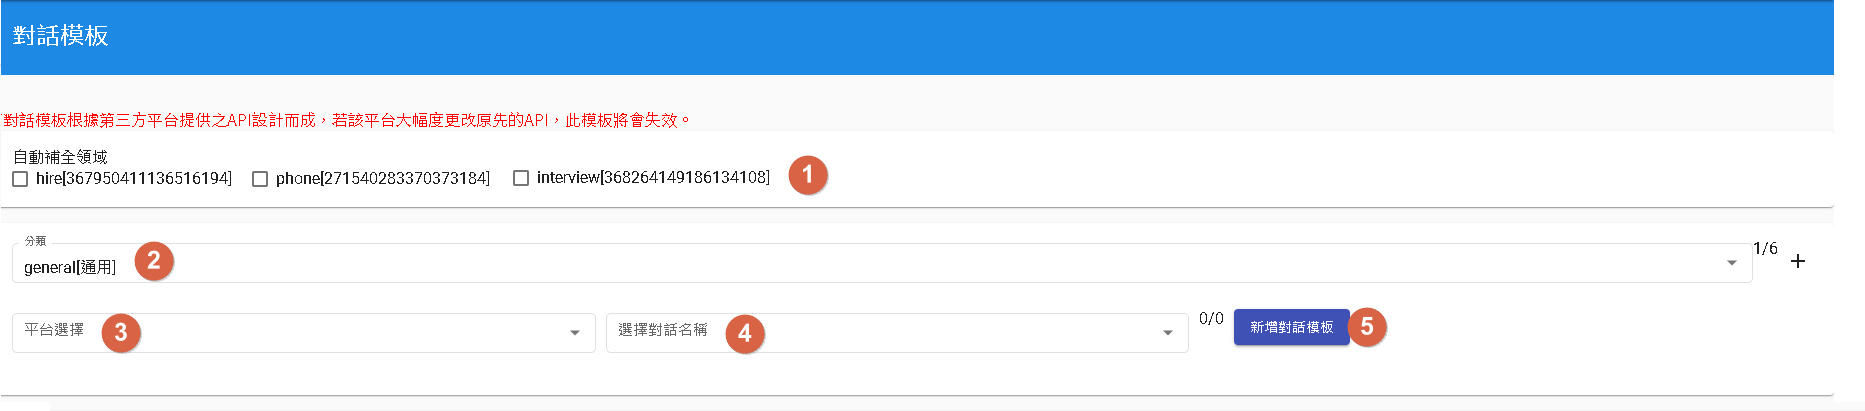 對話模板
對話模板根據第三方平台提供之API設計而成，若該平台大幅度更改原先的API，此模板將會失效。
自動補全領域
hire[367950411136516194] phone[271540283370373184] interview[368264149186134108] 1
分類
general[通用] 2 1/6 +
平台選擇 3 選擇對話名稱 4 0/0 新增對話模板 5